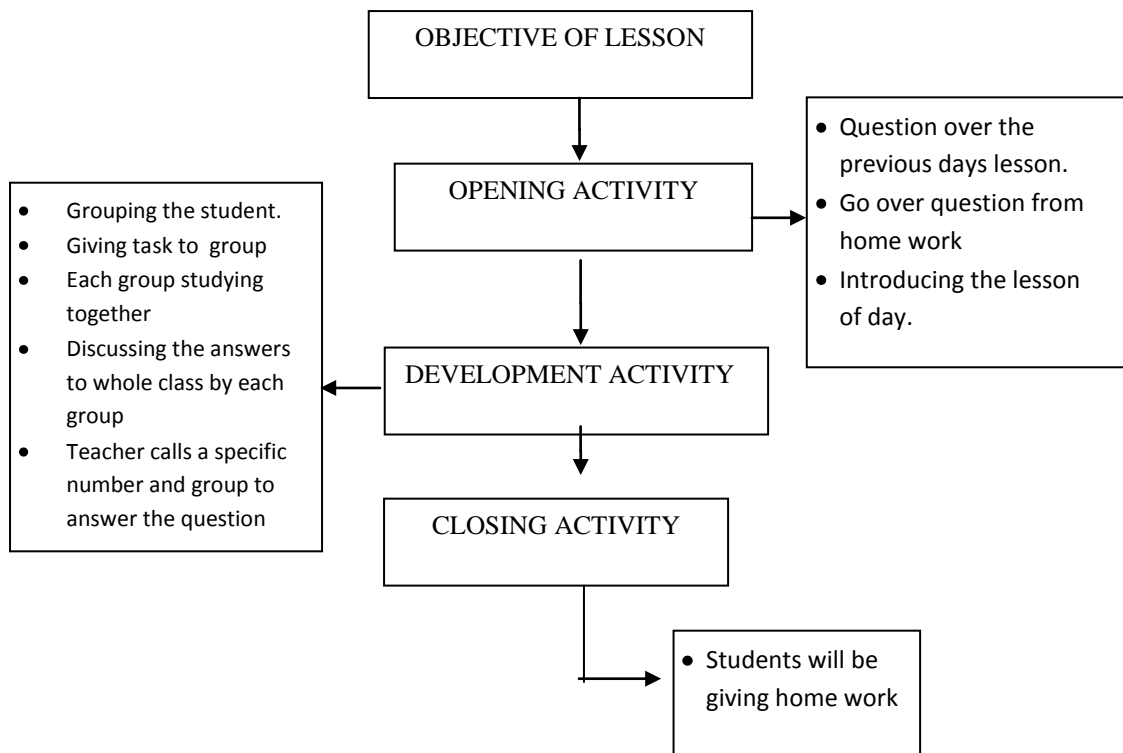 OBJECTIVE OF LESSON
OPENING ACTIVITY
• Question over the
previous days lesson.
• Go over question from
home work
• Introducing the lesson
of day.
DEVELOPMENT ACTIVITY
• Grouping the student.
• Giving task to group
• Each group studying
together
• Discussing the answers
to whole class by each
group
• Teacher calls a specific
number and group to
answer the question
CLOSING ACTIVITY
• Students will be
giving home work